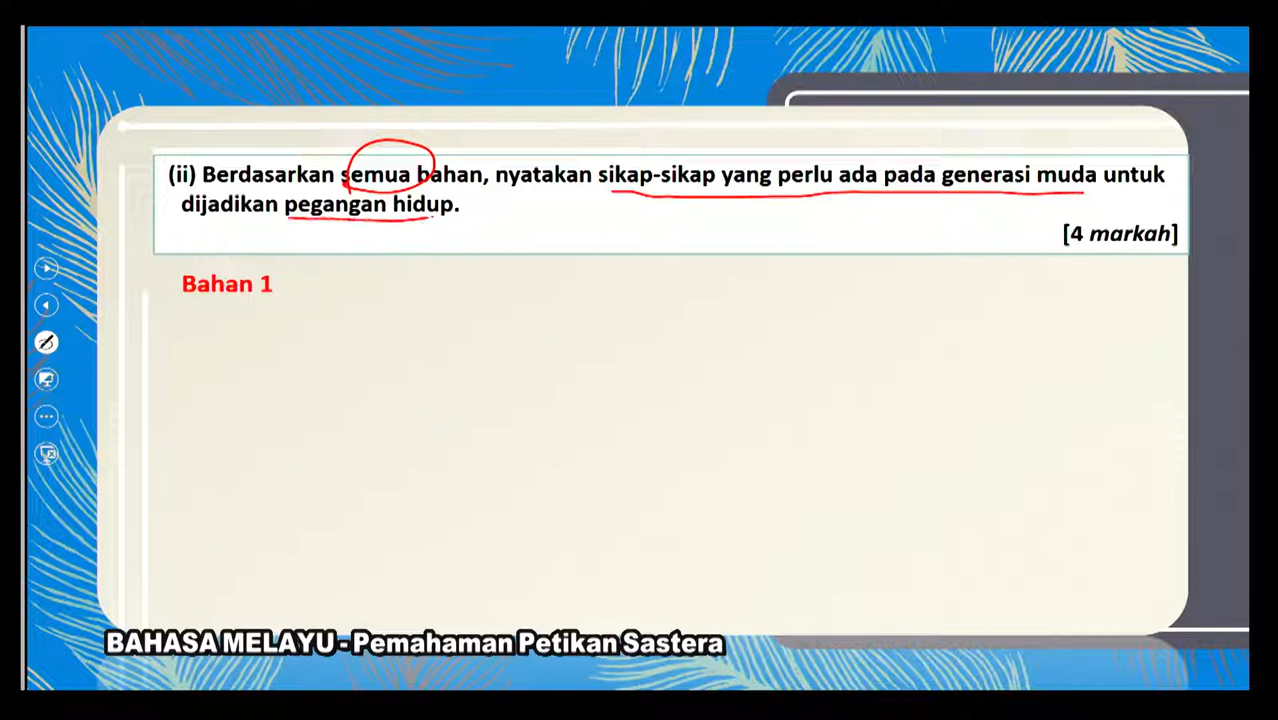 (ii) Berdasarkan semua bahan, nyatakan sikap-sikap yang perlu ada pada generasi muda untuk
dijadikan pegangan hidup.
[4 markah]
Bahan 1
BAHASA MELAYU - Pemahaman Petikan Sastera